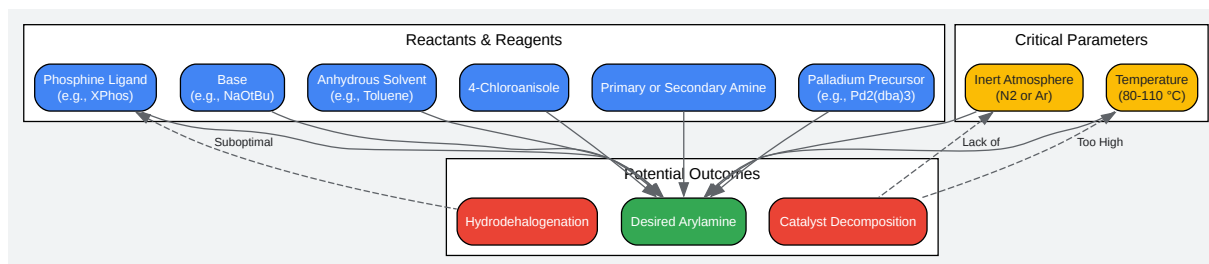 Reactants & Reagents
Critical Parameters
Phosphine Ligand
(e.g., XPhos)
Base
(e.g., NaOtBu)
Anhydrous Solvent
(e.g., Toluene)
4-Chloroanisole
Primary or Secondary Amine
Palladium Precursor
(e.g., Pd2(dba)3)
Inert Atmosphere
(N2 or Ar)
Temperature
(80-110 °C)
Suboptimal
Lack of
Too High
Potential Outcomes
Hydrodehalogenation
Desired Arylamine
Catalyst Decomposition